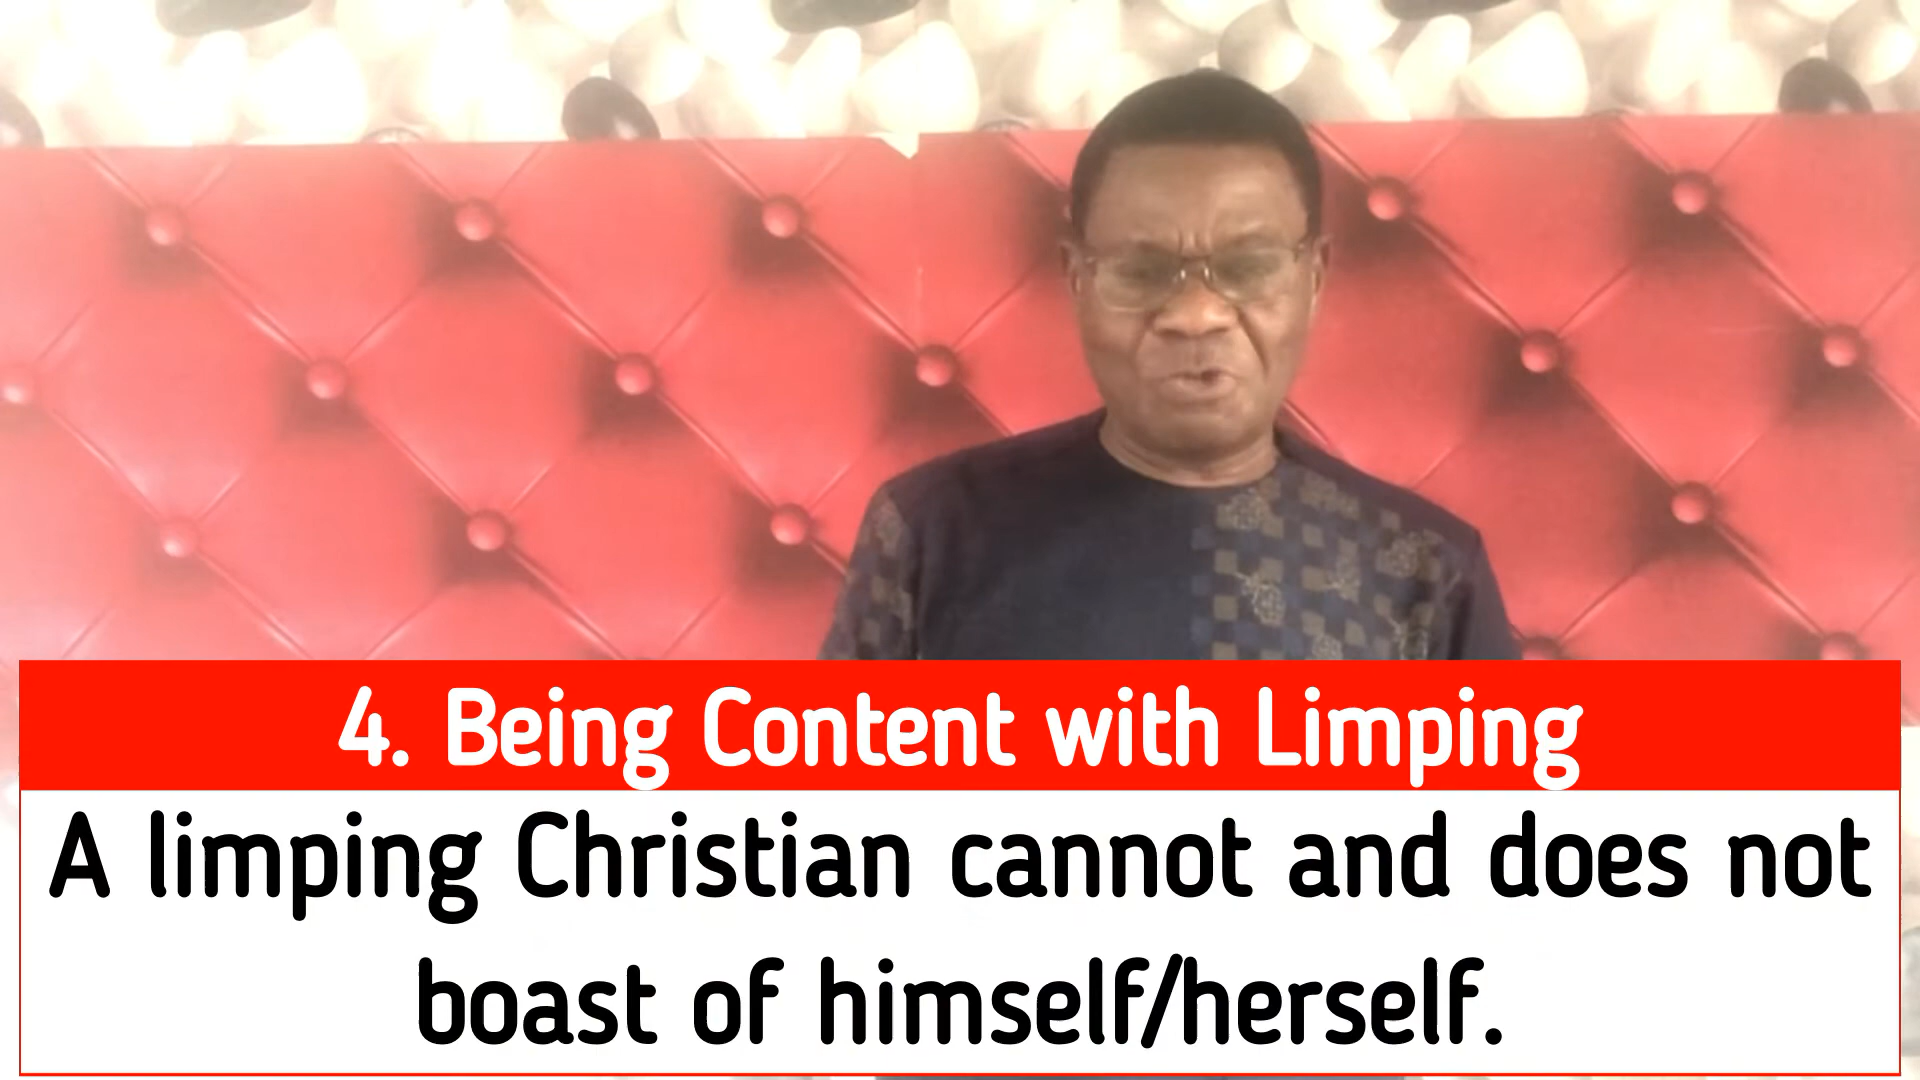 4. Being Content with Limping
A limping Christian cannot and does not
boast of himself/herself.